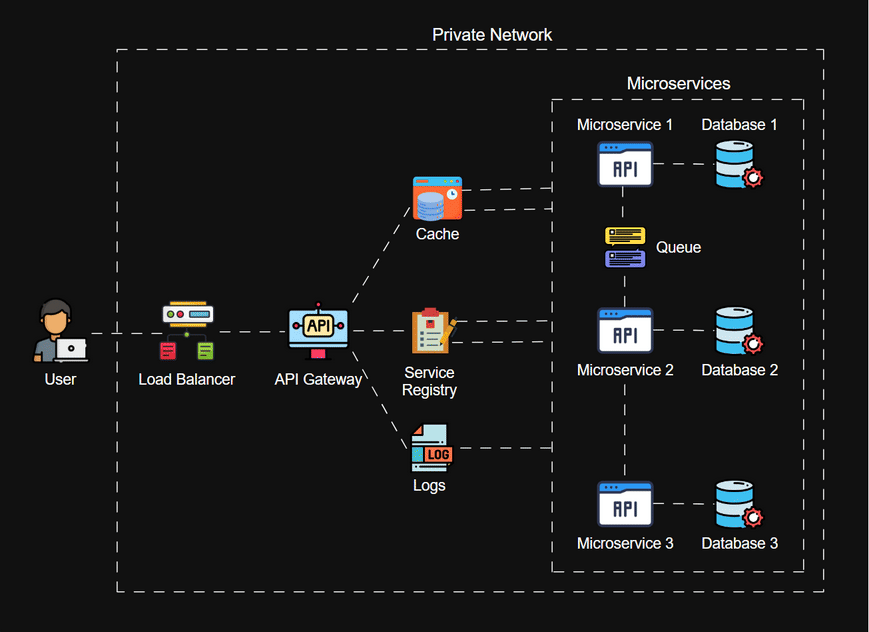 Private Network
Microservices
Microservice 1
Database 1
API
Queue
Cache
API
API
User
Load Balancer
API Gateway
Service
Registry
Microservice 2
Database 2
LOG
Logs
API
Microservice 3
Database 3